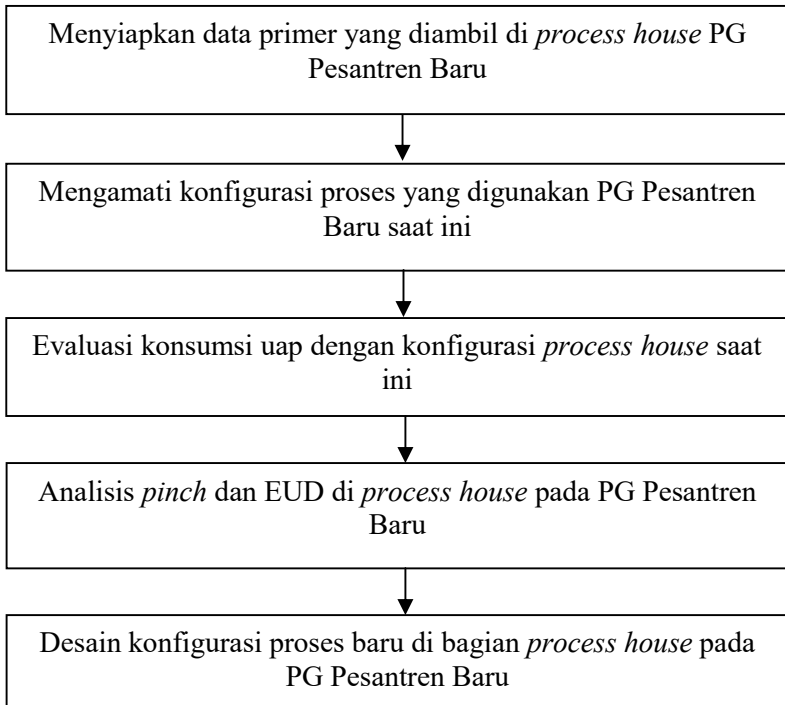 Menyiapkan data primer yang diambil di process house PG
Pesantren Baru
Mengamati konfigurasi proses yang digunakan PG Pesantren
Baru saat ini
Evaluasi konsumsi uap dengan konfigurasi process house saat
ini
Analisis pinch dan EUD di process house pada PG Pesantren
Baru
Desain konfigurasi proses baru di bagian process house pada
PG Pesantren Baru